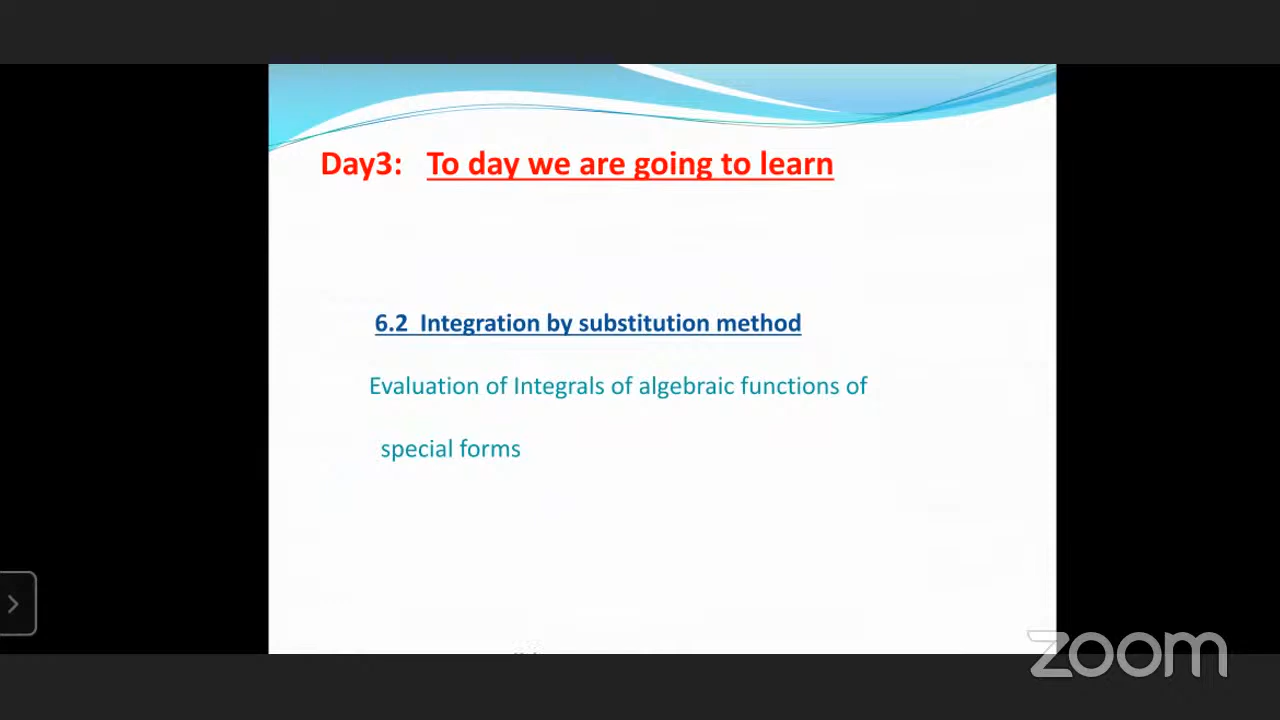 Day3: To day we are going to learn
6.2 Integration by substitution method
Evaluation of Integrals of algebraic functions of
special forms
zoom